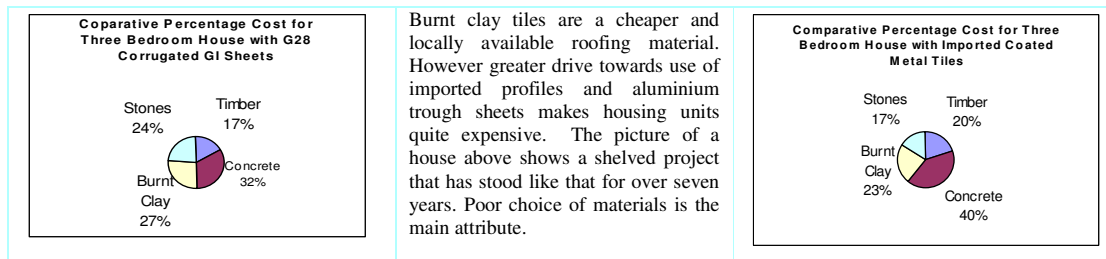 Coparative Percentage Cost for
Three Bedroom House with G28
Corrugated GI Sheets
Stones
24%
Timber
17%
Concrete
32%
Burnt
Clay
27%
Burnt clay tiles are a cheaper and
locally available roofing material.
However greater drive towards use of
imported profiles and aluminium
trough sheets makes housing units
quite expensive. The picture of a
house above shows a shelved project
that has stood like that for over seven
years. Poor choice of materials is the
main attribute.
Comparative Percentage Cost for Three
Bedroom House with Imported Coated
Metal Tiles
Stones
17%
Timber
20%
Burnt
Clay
23%
Concrete
40%